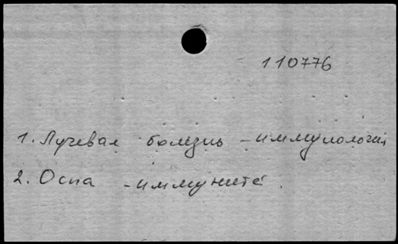 110776
1. Лучевая болезнь - иммунология
2. Оспа - иммунитет